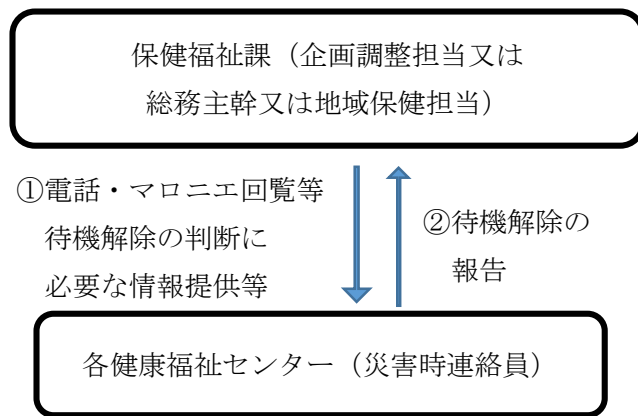 保健福祉課（企画調整担当又は
総務主幹又は地域保健担当）
①電話・マロニエ回覧等
待機解除の判断に
必要な情報提供等
②待機解除の
報告
各健康福祉センター（災害時連絡員）